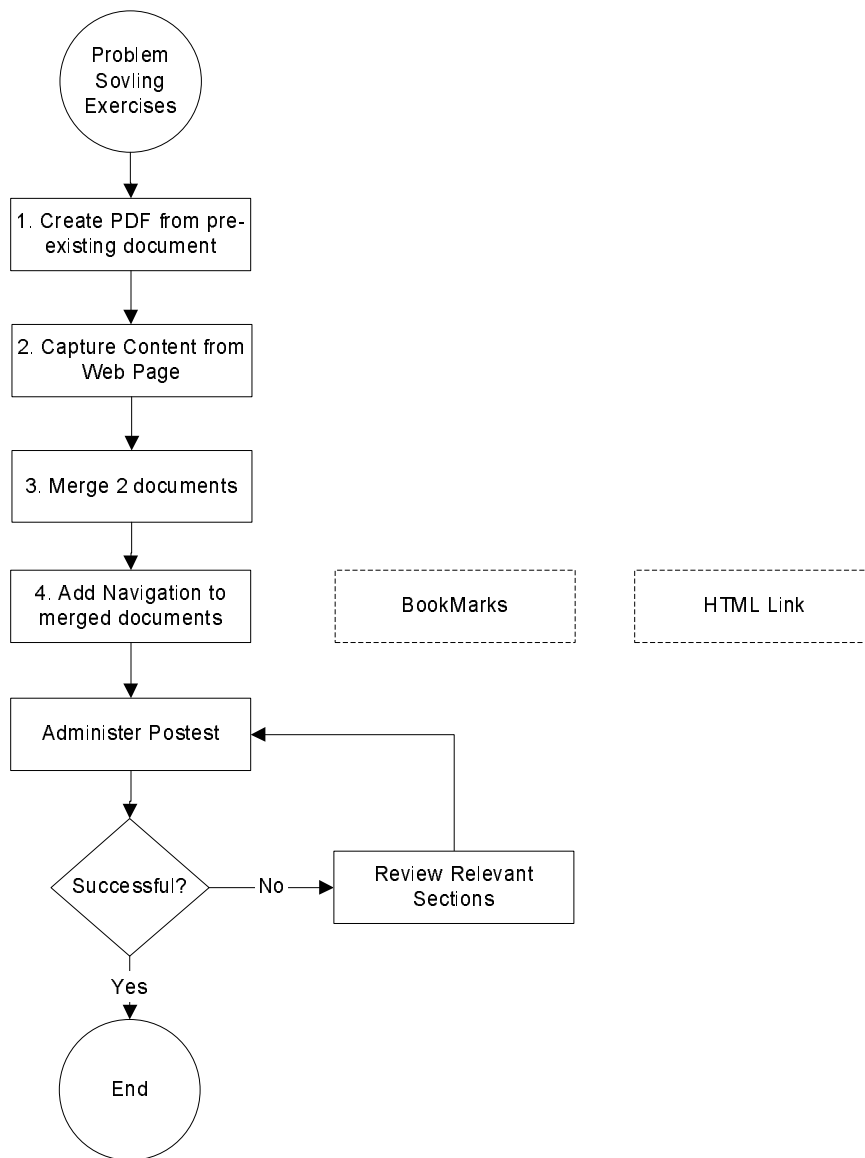 Problem
Sovling
Exercises
1. Create PDF from pre-
existing document
2. Capture Content from
Web Page
3. Merge 2 documents
4. Add Navigation to
merged documents
BookMarks
HTML Link
Administer Postest
Successful?
No
Review Relevant
Sections
Yes
End